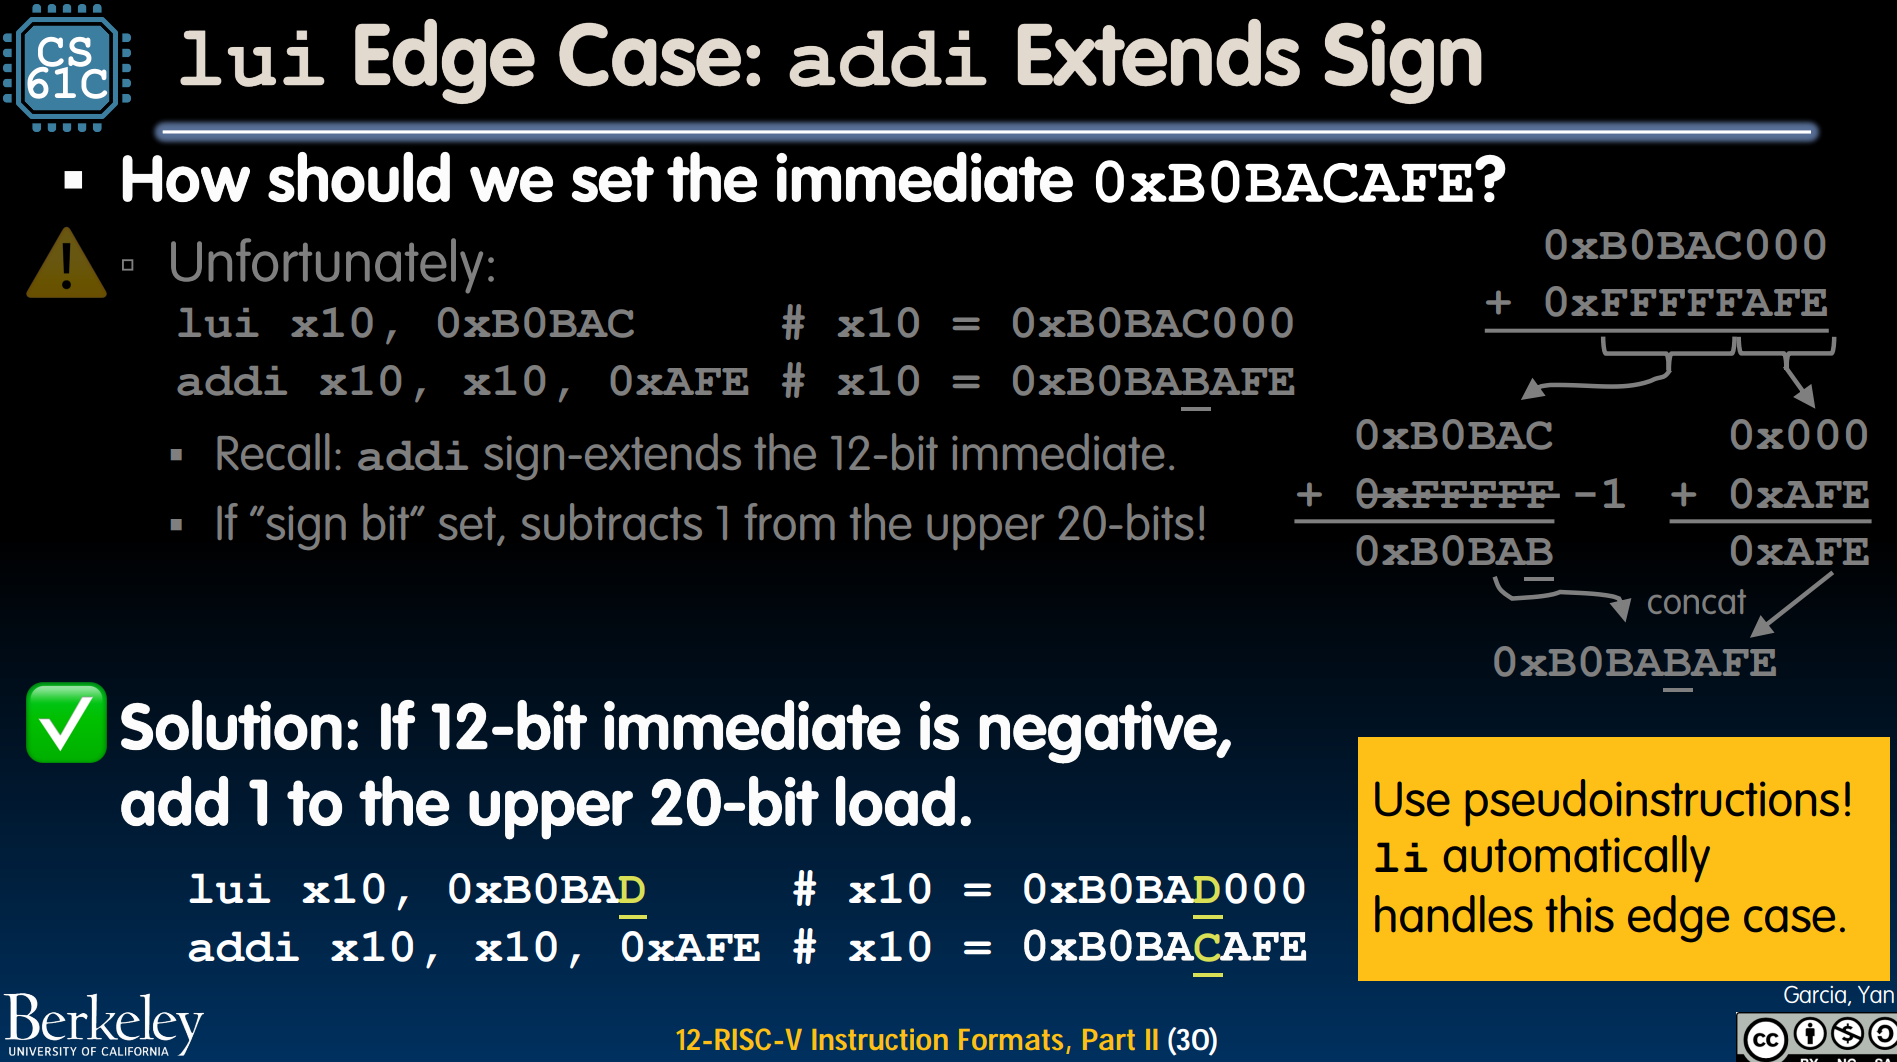 CS
61C
lui Edge Case: addi Extends Sign
▪ How should we set the immediate 0xB0BACAFE?
▫ Unfortunately:
lui x10, 0xB0BAC # x10 = 0xB0BAC000
addi x10, x10, 0xAFE # x10 = 0xB0BABAFE
▪ Recall: addi sign-extends the 12-bit immediate.
▪ If "sign bit" set, subtracts 1 from the upper 20-bits!
0xB0BAC000
+ 0xFFFFFAFE
0xB0BAC
+ 0xFFFFF -1
0xB0BAB
0x000
+ 0xAFE
0xAFE
concat
0xB0BABAFE
Solution: If 12-bit immediate is negative,
add 1 to the upper 20-bit load.
lui x10, 0xB0BAD # x10 = 0xB0BAD000
addi x10, x10, 0xAFE # x10 = 0xB0BACAFE
Use pseudoinstructions!
li automatically
handles this edge case.
Berkeley
UNIVERSITY OF CALIFORNIA
12-RISC-V Instruction Formats, Part II (30)
Garcia, Yan
cc